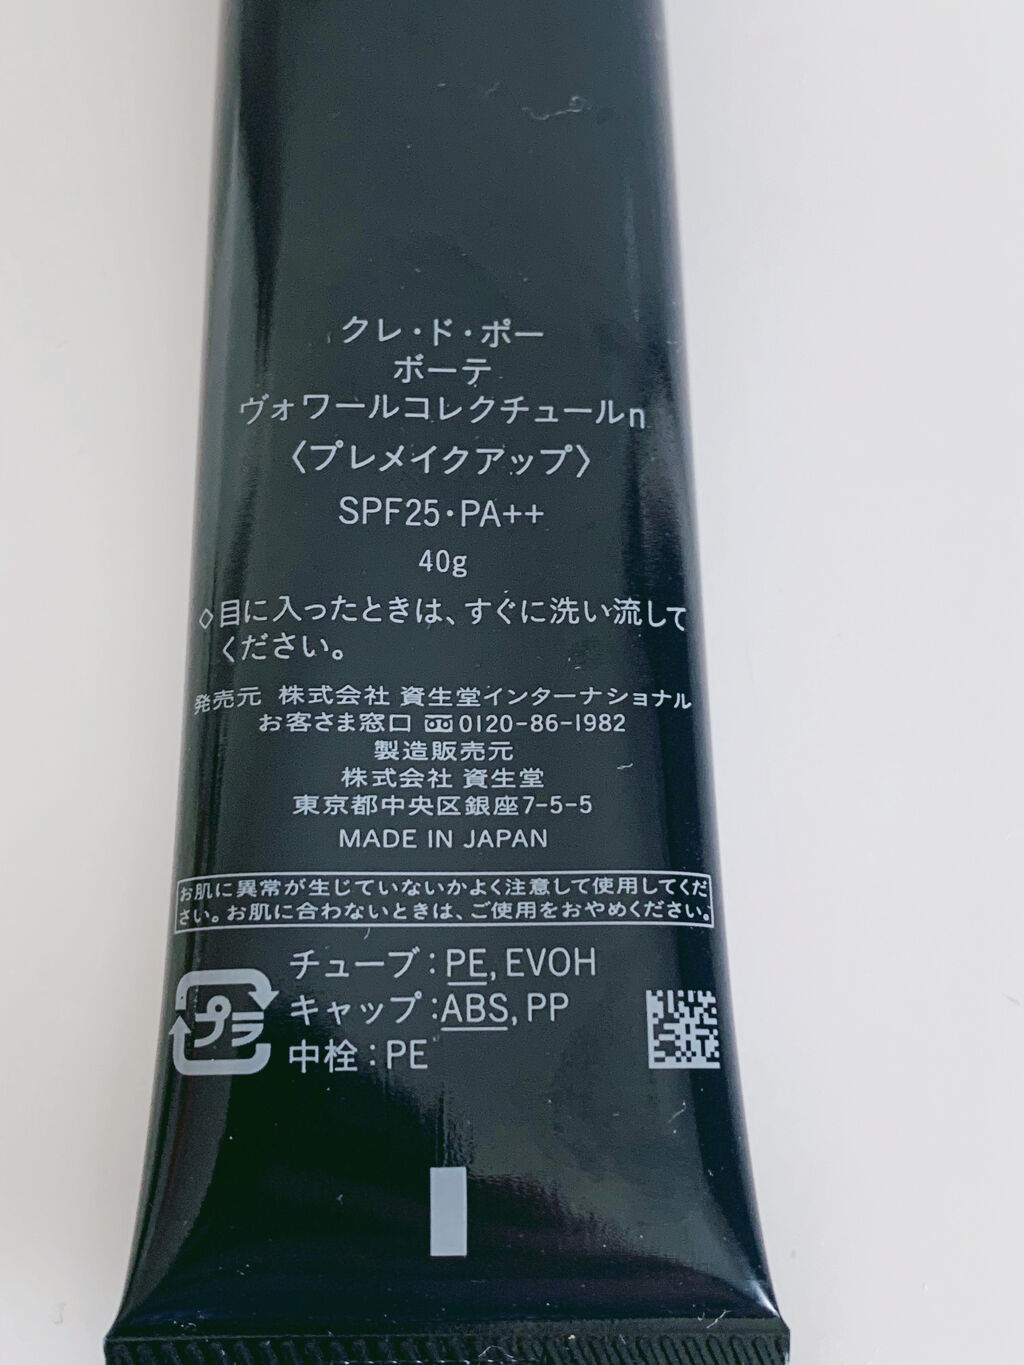 クレ・ド・ポー
ボーテ
ヴォワールコレクチュールn
〈プレメイクアップ〉
SPF25・PA++
40g
◇目に入ったときは、すぐに洗い流して
ください。
発売元 株式会社 資生堂インターナショナル
お客さま窓口 0120-86-1982
製造販売元
株式会社 資生堂
東京都中央区銀座7-5-5
MADE IN JAPAN
お肌に異常が生じていないかよく注意して使用してくだ
さい。お肌に合わないときは、ご使用をおやめください。
プラ
チューブ：PE, EVOH
キャップ：ABS, PP
中栓：PE